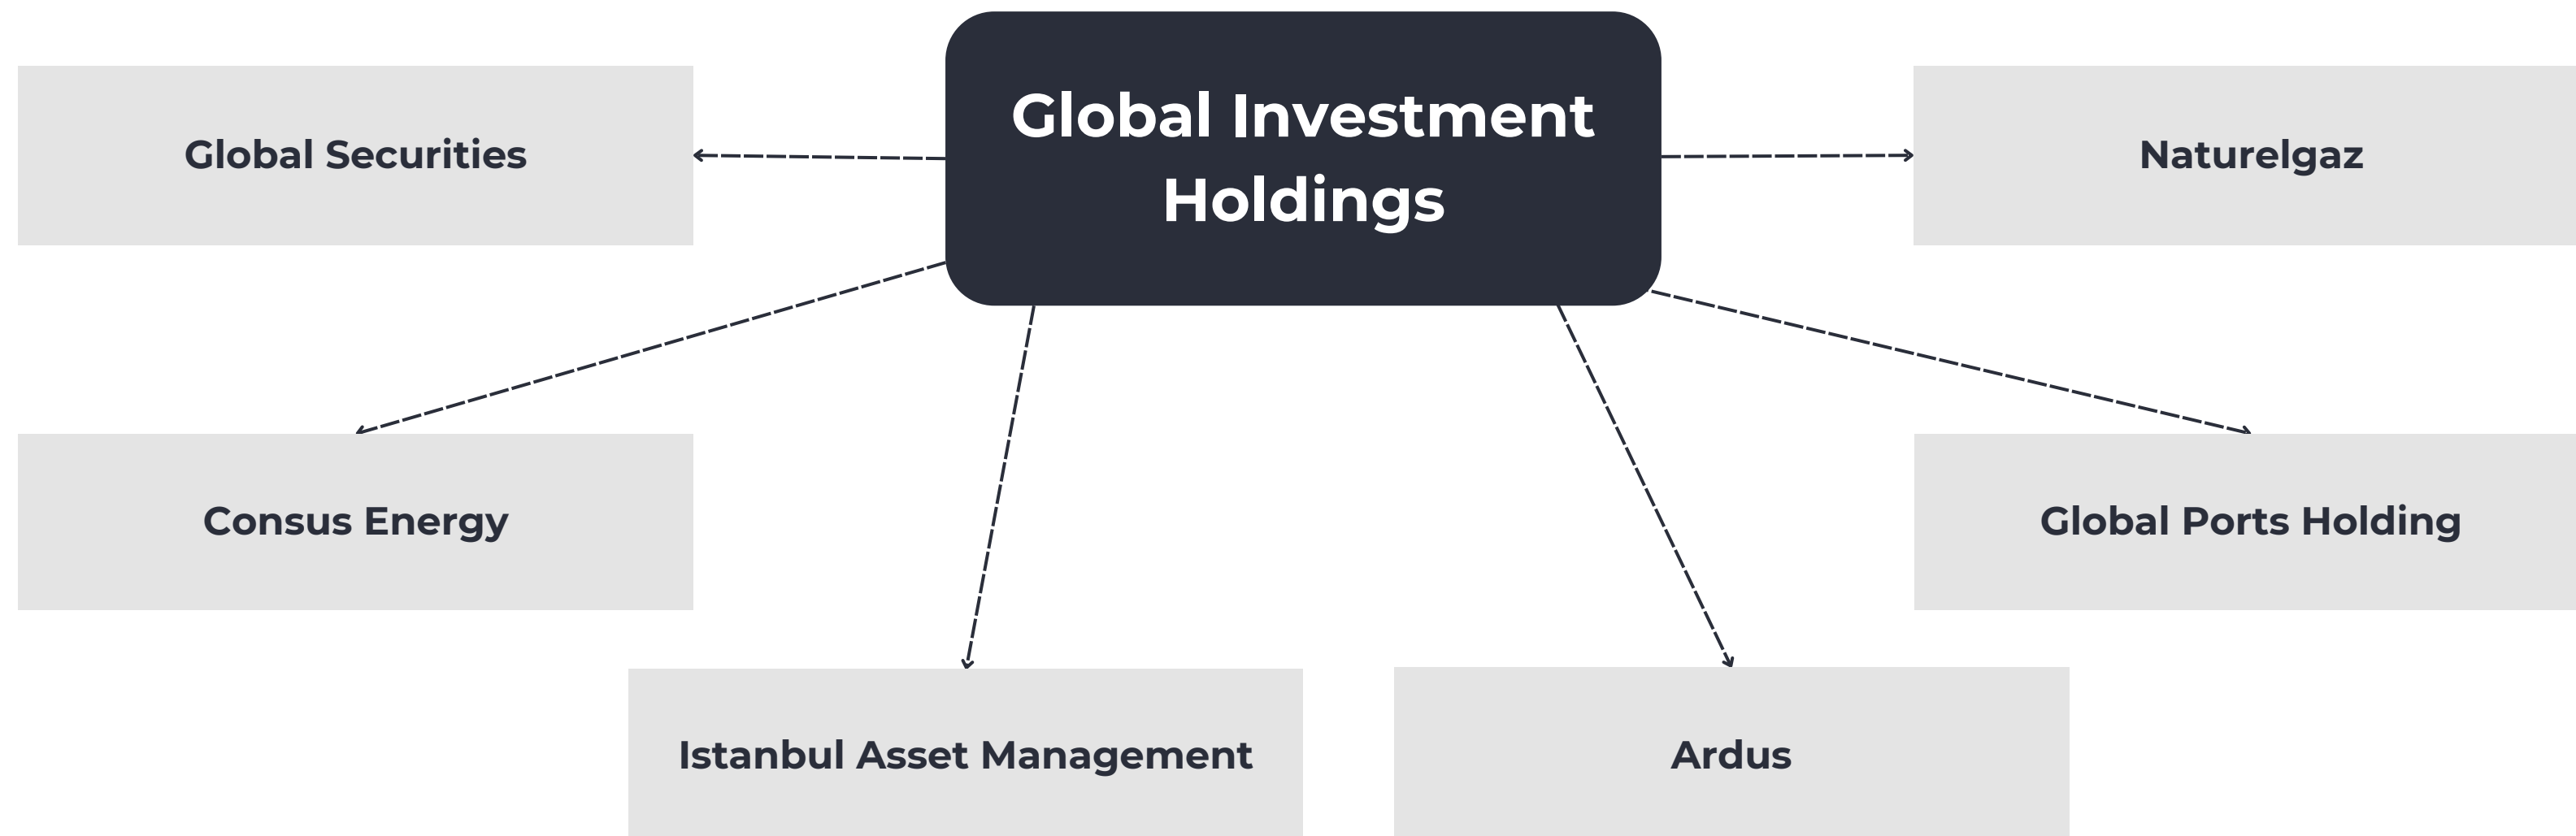 Global Investment
Holdings
Global Securities
Naturelgaz
Consus Energy
Global Ports Holding
Istanbul Asset Management
Ardus